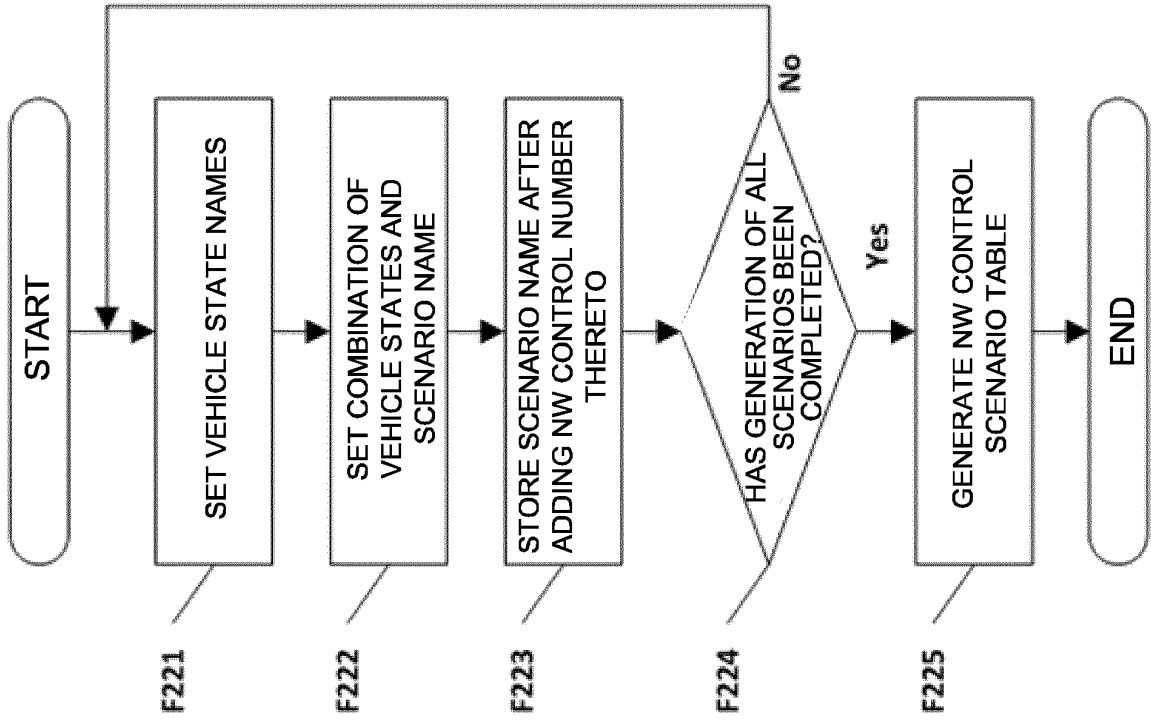 START
F221
SET VEHICLE STATE NAMES
F222
SET COMBINATION OF
VEHICLE STATES AND
SCENARIO NAME
F223
STORE SCENARIO NAME AFTER
ADDING NW CONTROL NUMBER
THERETO
F224
HAS GENERATION OF ALL
SCENARIOS BEEN
COMPLETED?
No
Yes
F225
GENERATE NW CONTROL
SCENARIO TABLE
END